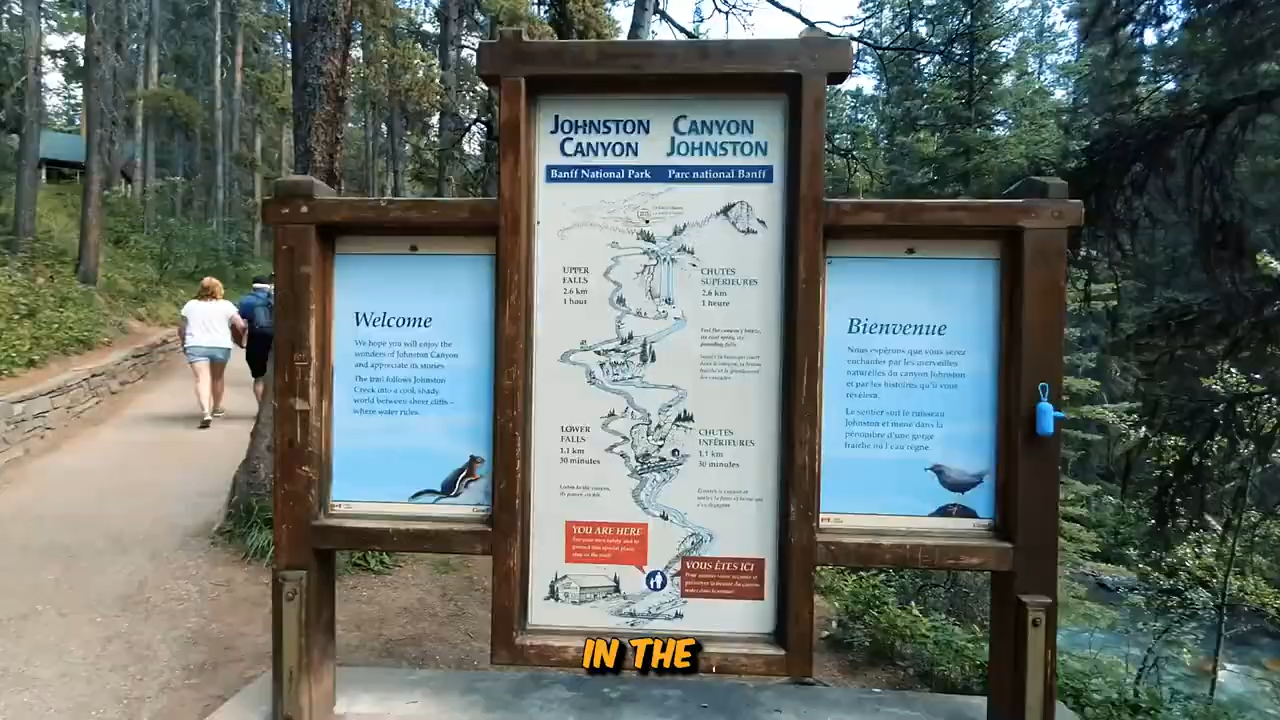 JOHNSTON
CANYON
CANYON
JOHNSTON
Banff National Park
Parc national Banff
UPPER
FALLS
2.6 km
1 hour
CHUTES
SUPÉRIEURES
2.6 km
1 heure
LOWER
FALLS
1.1 km
30 minutes
CHUTES
INFÉRIEURES
1.1 km
30 minutes
YOU ARE HERE
VOUS ÊTES ICI
Welcome
We hope you will enjoy the
wonders of Johnston Canyon
and appreciate its stories.
The trail follows Johnston
Creek into a cool, shady
world between sheer cliffs –
where water rules.
Bienvenue
Nous espérons que vous serez
enchantés par les merveilles
naturelles du canyon Johnston
et par les histoires qu'il vous
révélera.
Le sentier suit le ruisseau
Johnston et mène dans la
pénombre d'une gorge
fraîche où l'eau règne.
IN THE